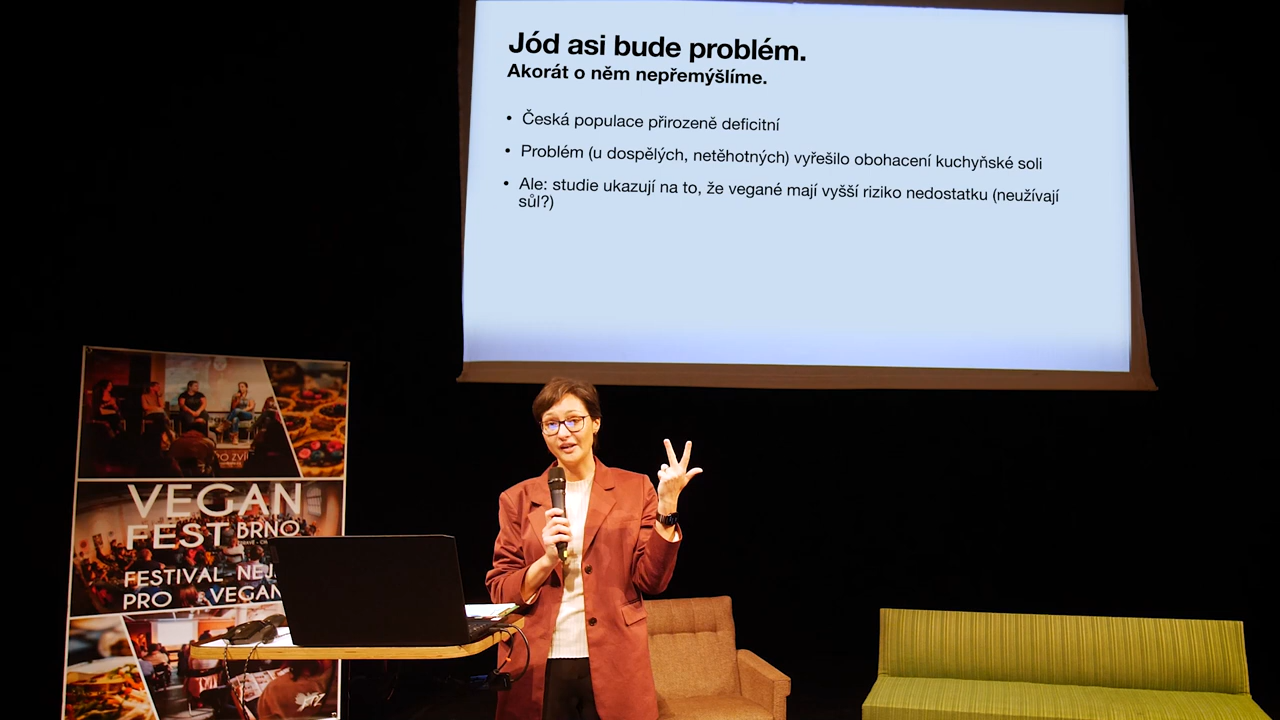 Jód asi bude problém.
Akorát o něm nepřemýšlíme.
• Česká populace přirozeně deficitní
• Problém (u dospělých, netěhotných) vyřešilo obohacení kuchyňské soli
• Ale: studie ukazují na to, že vegané mají vyšší riziko nedostatku (neužívají
sůl?)
VEGAN
FEST BRNO
FESTIVAL NEJ
PRO VEGAN